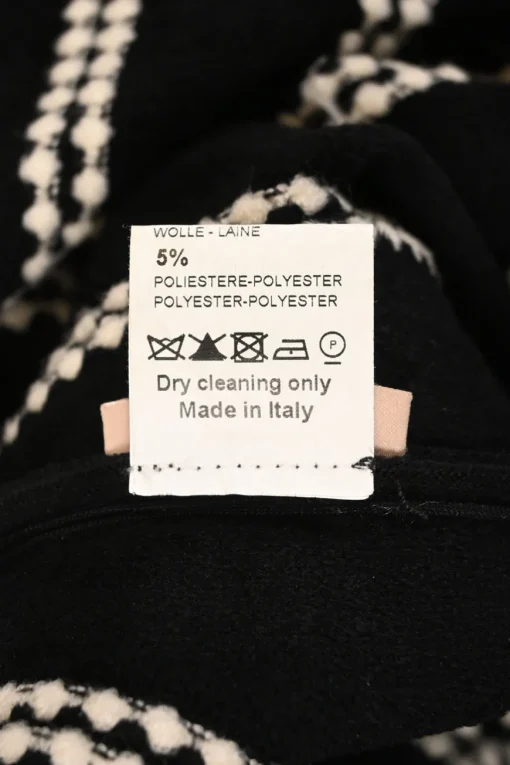 WOLLE - LAINE
5%
POLIESTERE-POLYESTER
POLYESTER-POLYESTER
P
Dry cleaning only
Made in Italy